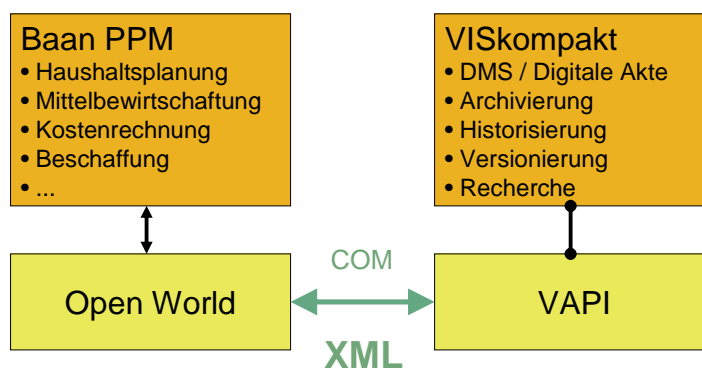 Baan PPM
• Haushaltsplanung
• Mittelbewirtschaftung
• Kostenrechnung
• Beschaffung
• ...
VISkompakt
• DMS / Digitale Akte
• Archivierung
• Historisierung
• Versionierung
• Recherche
Open World
COM
XML
VAPI